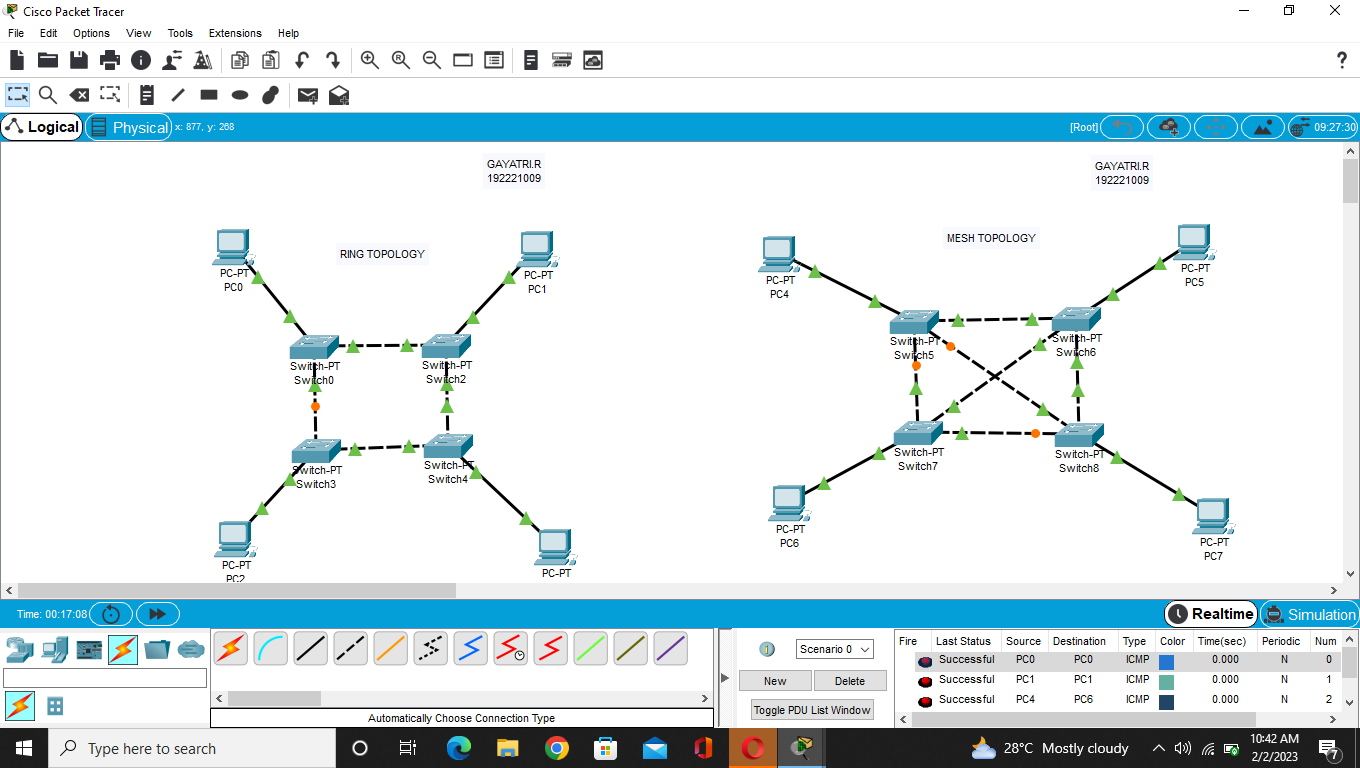 Cisco Packet Tracer
File Edit Options View Tools Extensions Help
Logical Physical x: 877, y: 268 [Root] 09:27:30
GAYATRI.R
192221009
GAYATRI.R
192221009
RING TOPOLOGY
MESH TOPOLOGY
PC-PT
PC0
PC-PT
PC1
PC-PT
PC4
PC-PT
PC5
Switch-PT
Switch0
Switch-PT
Switch2
Switch-PT
Switch5
Switch-PT
Switch6
Switch-PT
Switch3
Switch-PT
Switch4
Switch-PT
Switch7
Switch-PT
Switch8
PC-PT
PC2
PC-PT
PC-PT
PC6
PC-PT
PC7
Time: 00:17:08
Realtime Simulation
Scenario 0
New Delete
Toggle PDU List Window
Fire Last Status Source Destination Type Color Time(sec) Periodic Num
Successful PC0 PC0 ICMP 0.000 N 0
Successful PC1 PC1 ICMP 0.000 N 1
Successful PC4 PC6 ICMP 0.000 N 2
Automatically Choose Connection Type
Type here to search
28°C Mostly cloudy
10:42 AM
2/2/2023
7